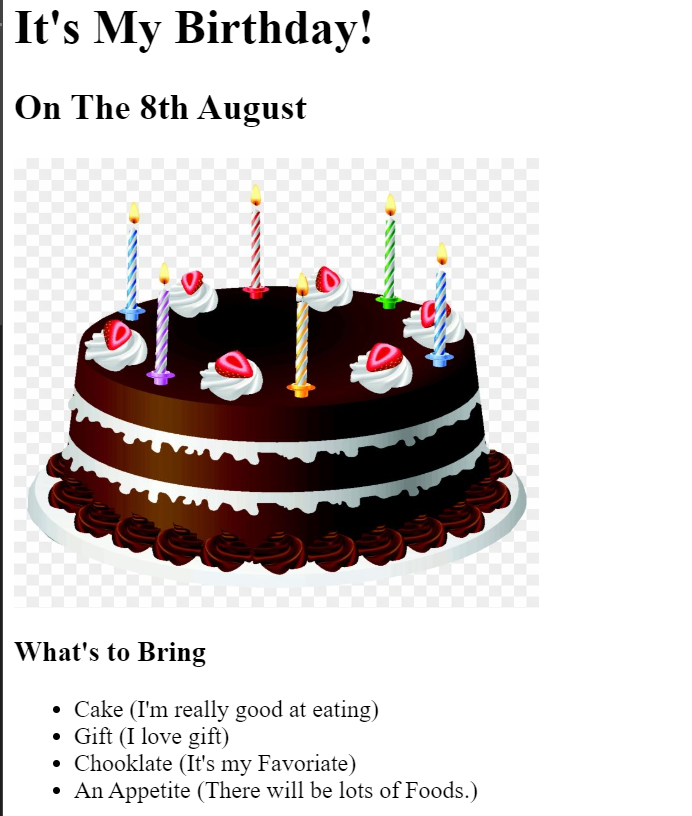 It's My Birthday!
On The 8th August
What's to Bring
Cake (I'm really good at eating)
Gift (I love gift)
Chooklate (It's my Favoriate)
An Appetite (There will be lots of Foods.)